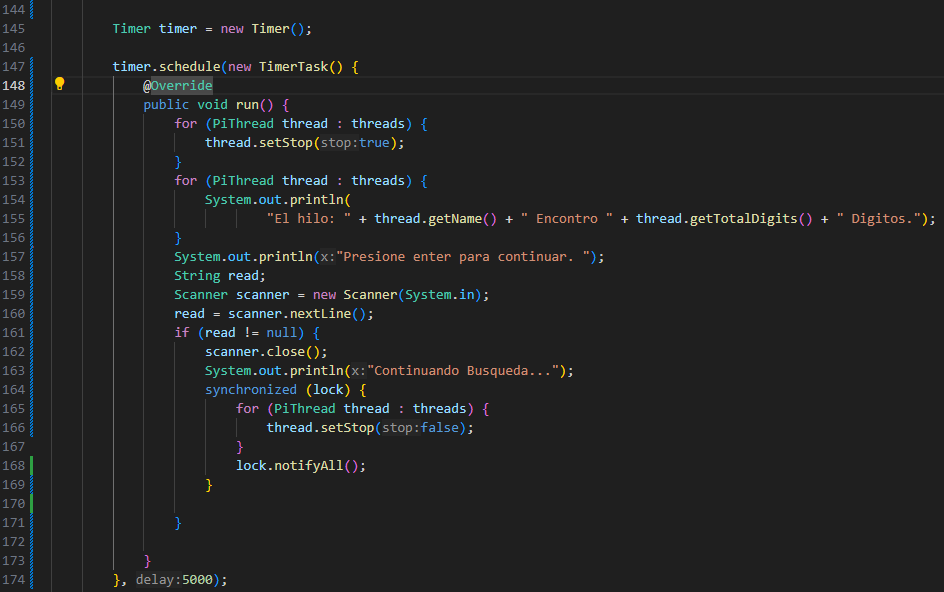 144
145 Timer timer = new Timer();
146
147 timer.schedule(new TimerTask() {
148 @Override
149 public void run() {
150 for (PiThread thread : threads) {
151 thread.setStop(stop:true);
152 }
153 for (PiThread thread : threads) {
154 System.out.println(
155 "El hilo: " + thread.getName() + " Encontro " + thread.getTotalDigits() + " Digitos.");
156 }
157 System.out.println(x:"Presione enter para continuar. ");
158 String read;
159 Scanner scanner = new Scanner(System.in);
160 read = scanner.nextLine();
161 if (read != null) {
162 scanner.close();
163 System.out.println(x:"Continuando Busqueda...");
164 synchronized (lock) {
165 for (PiThread thread : threads) {
166 thread.setStop(stop:false);
167 }
168 lock.notifyAll();
169 }
170
171 }
172
173 }
174 }, delay:5000);